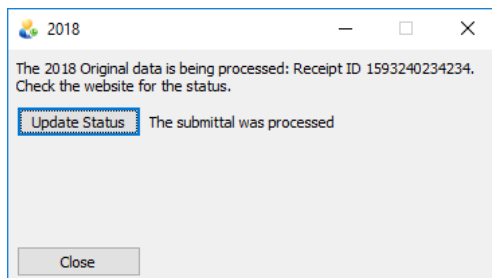 2018
The 2018 Original data is being processed: Receipt ID 1593240234234.
Check the website for the status.
Update Status The submittal was processed
Close